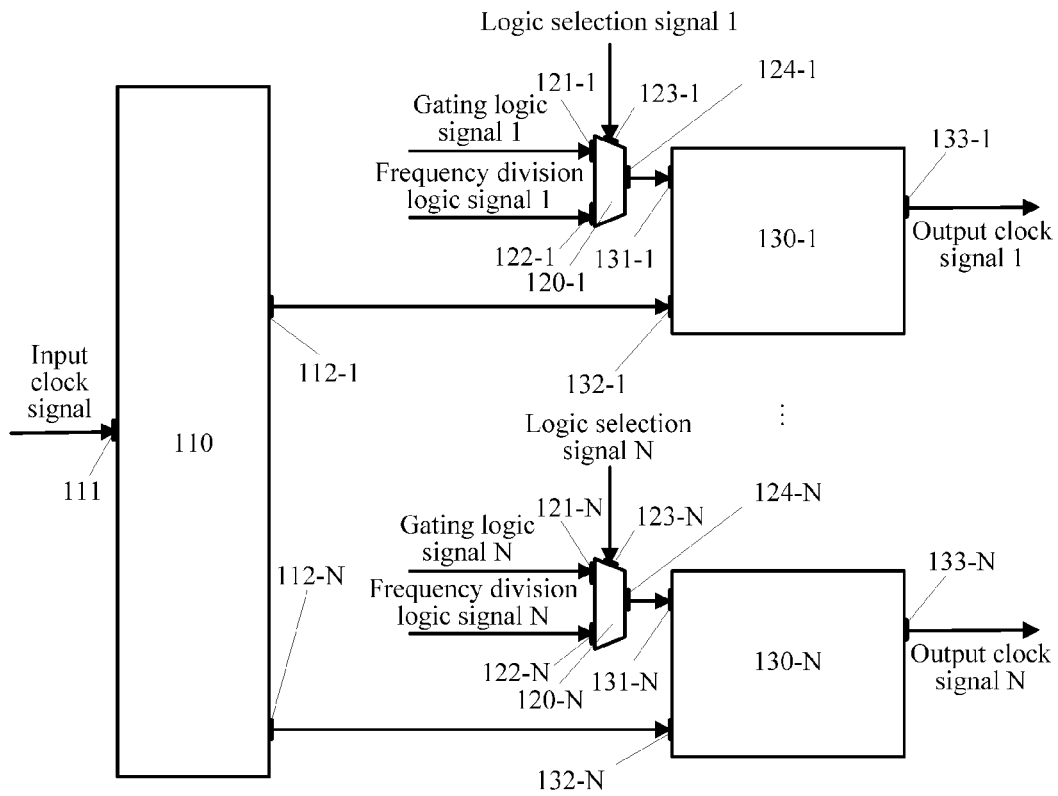 Logic selection signal 1
121-1
123-1
124-1
Gating logic
signal 1
133-1
Frequency division
logic signal 1
122-1
120-1
131-1
130-1
Output clock
signal 1
112-1
132-1
Input
clock
signal
110
111
⋮
Logic selection
signal N
121-N
123-N
124-N
Gating logic
signal N
112-N
133-N
Frequency division
logic signal N
122-N
120-N
131-N
130-N
Output clock
signal N
132-N